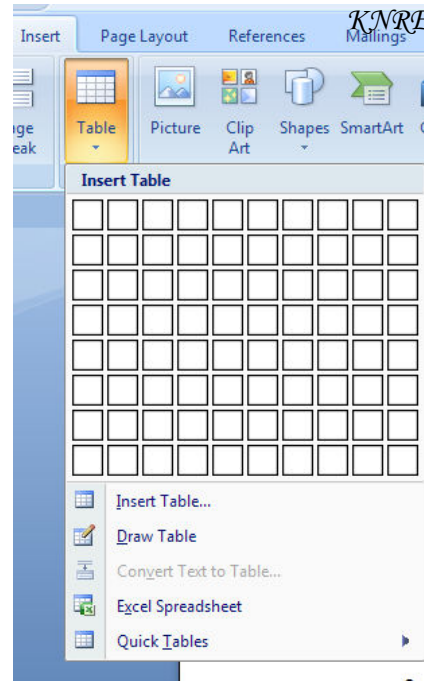 KNRE
Insert Page Layout References Mailings
Table Picture Clip Art Shapes SmartArt
Insert Table
Insert Table...
Draw Table
Convert Text to Table...
Excel Spreadsheet
Quick Tables